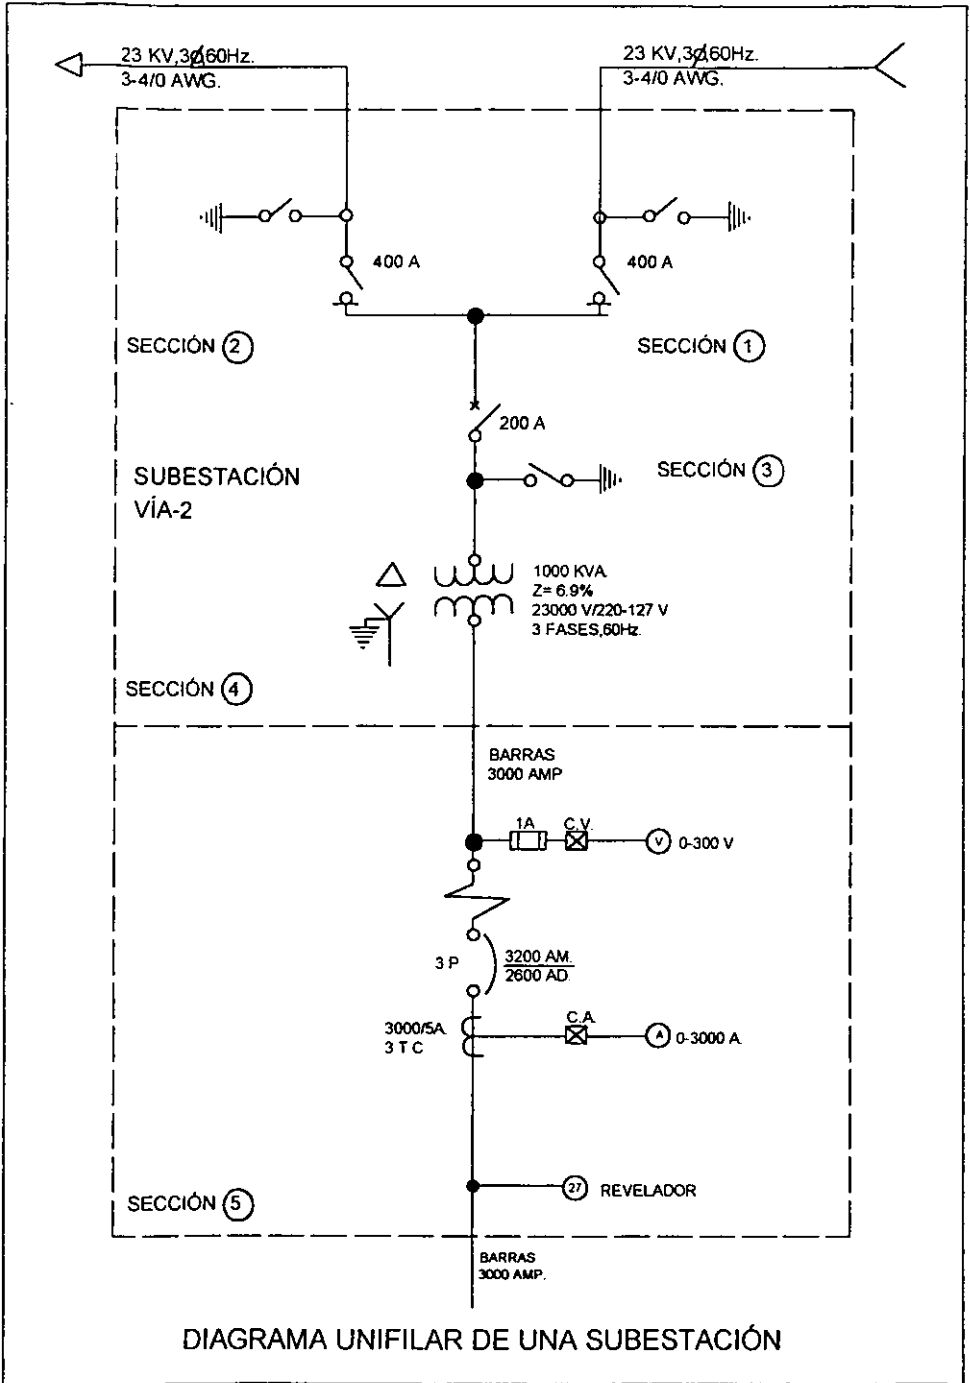 23 KV,3Ø,60Hz.
3-4/0 AWG.
23 KV,3Ø,60Hz.
3-4/0 AWG.
400 A
400 A
SECCIÓN 2
SECCIÓN 1
200 A
SUBESTACIÓN
VÍA-2
SECCIÓN 3
1000 KVA.
Z= 6.9%
23000 V/220-127 V
3 FASES,60Hz.
SECCIÓN 4
BARRAS
3000 AMP
1A
C.V.
V
0-300 V
3 P
3200 AM.
2600 AD.
3000/5A.
3 T C
C.A.
A
0-3000 A.
27
REVELADOR
SECCIÓN 5
BARRAS
3000 AMP.
DIAGRAMA UNIFILAR DE UNA SUBESTACIÓN